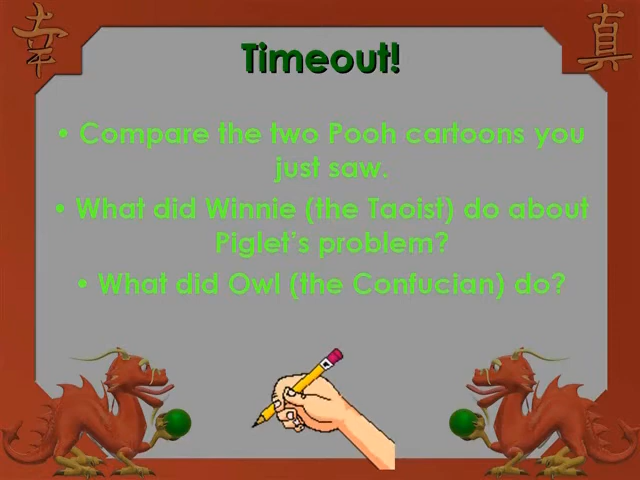 幸 真
Timeout!
• Compare the two Pooh cartoons you
just saw.
• What did Winnie (the Taoist) do about
Piglet's problem?
• What did Owl (the Confucian) do?